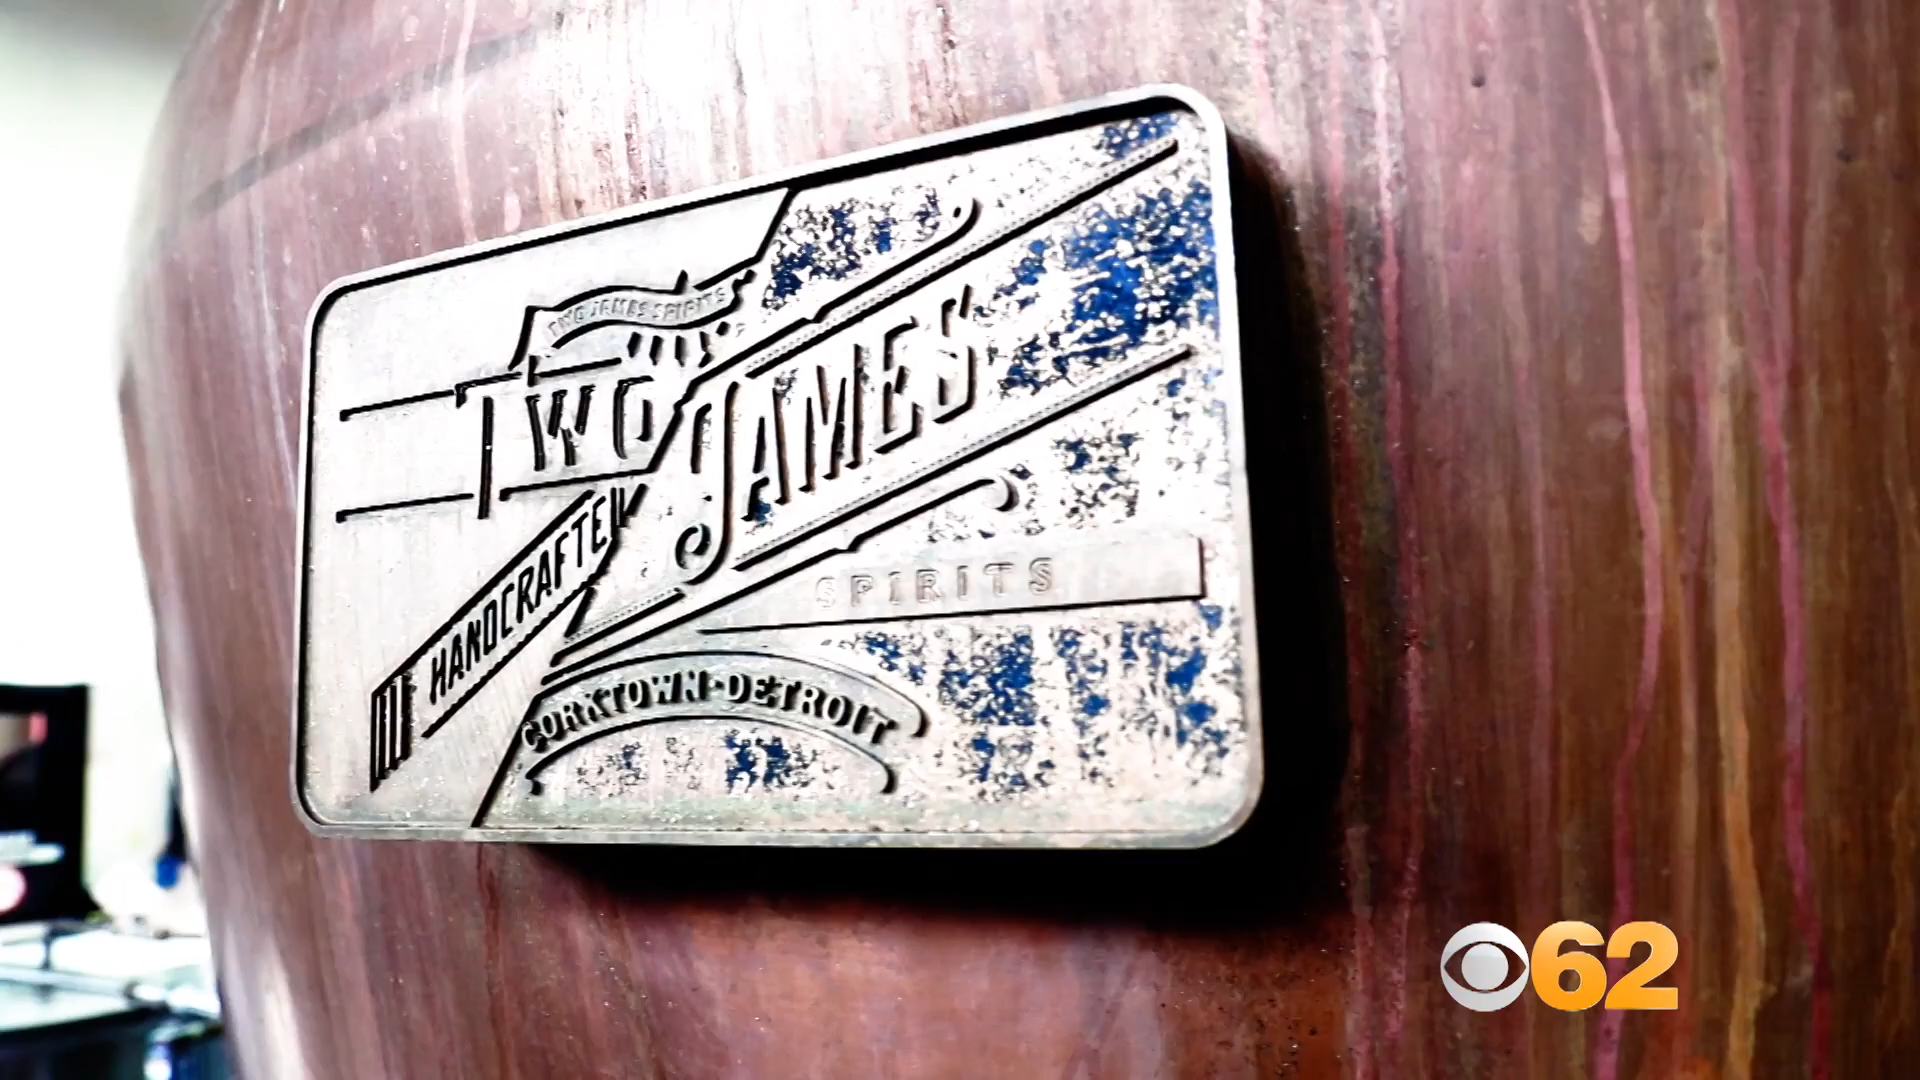 TWO JAMES SPIRITS
TWO JAMES
HANDCRAFTED
SPIRITS
CORKTOWN-DETROIT
62